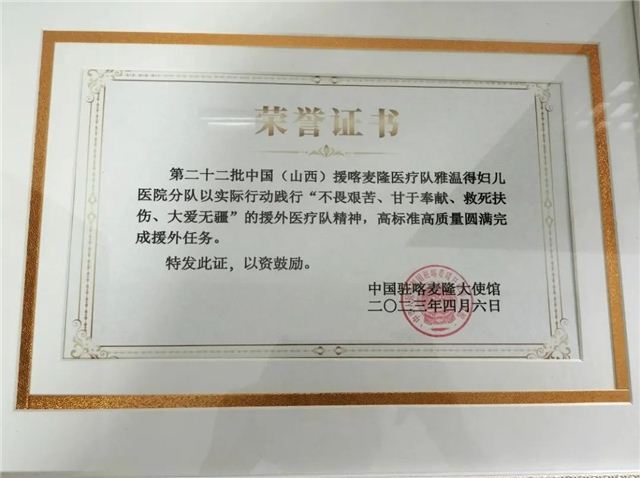 荣誉证书
第二十二批中国（山西）援喀麦隆医疗队雅温得妇儿
医院分队以实际行动践行“不畏艰苦、甘于奉献、救死扶
伤、大爱无疆”的援外医疗队精神，高标准高质量圆满完
成援外任务。
特发此证，以资鼓励。
中国驻喀麦隆大使馆
二〇二三年四月六日